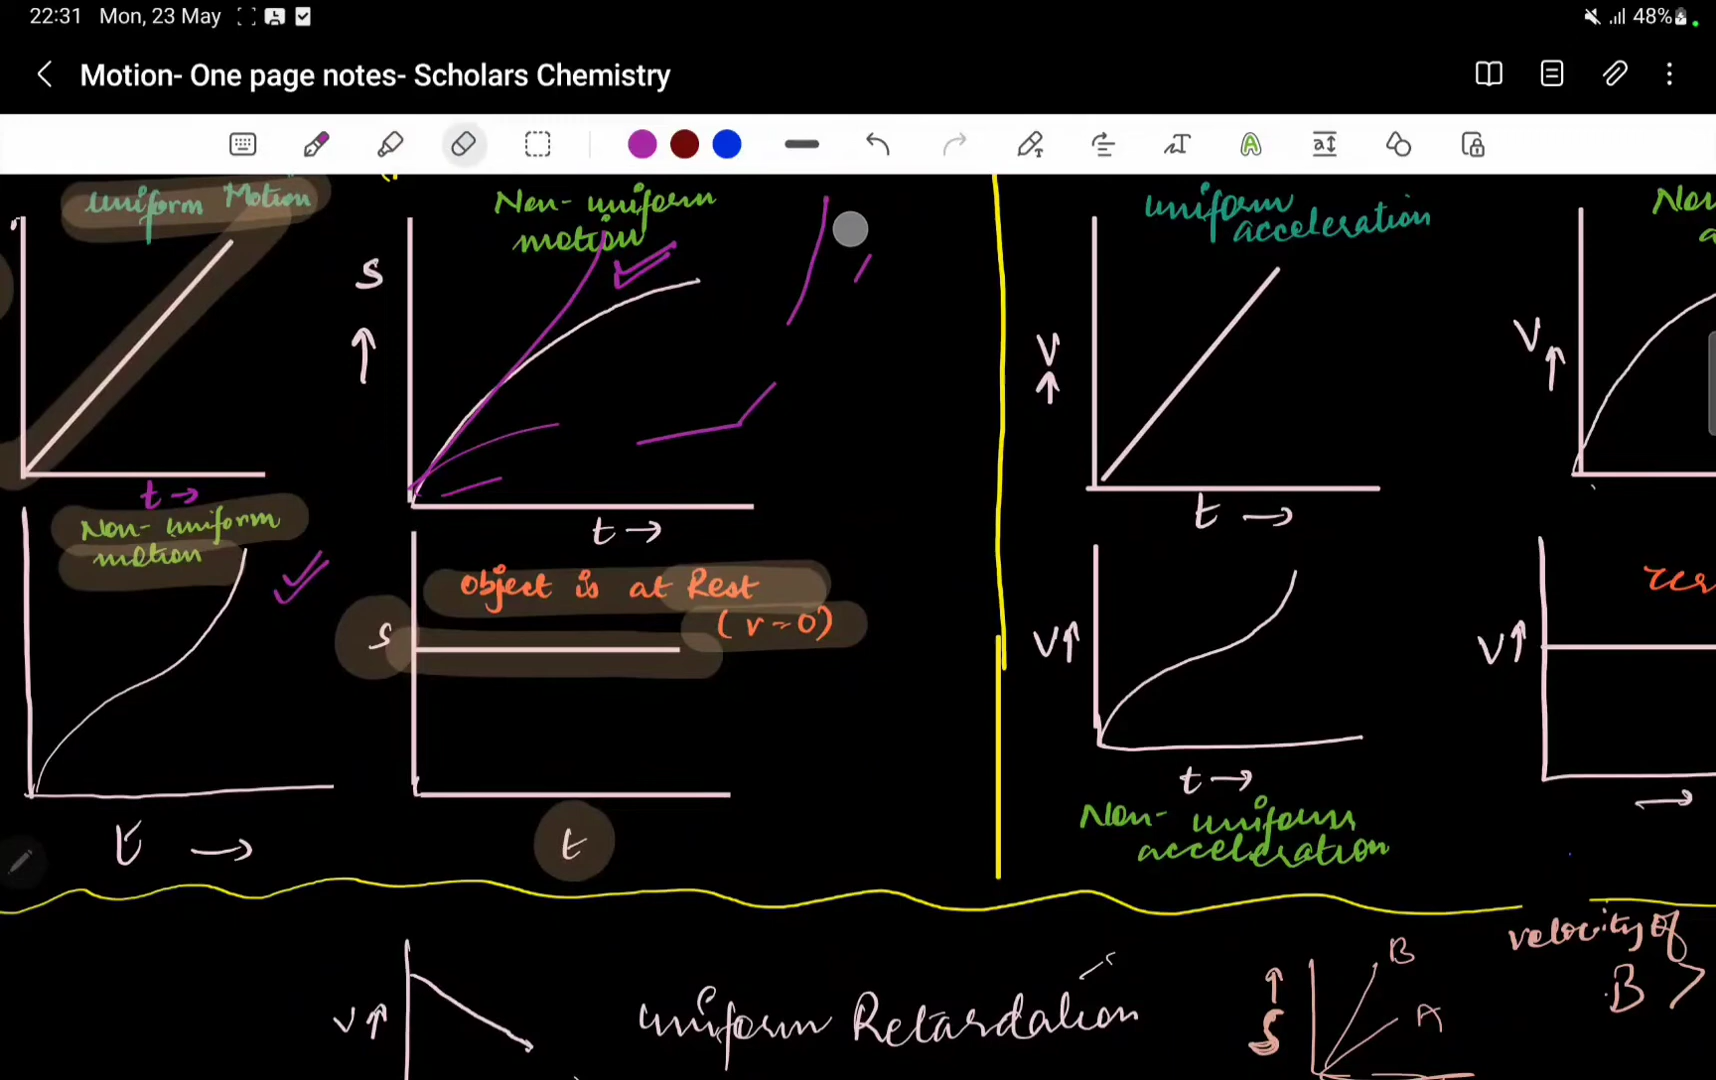 22:31 Mon, 23 May
48%
Motion- One page notes- Scholars Chemistry
uniform Motion
t →
Non-uniform
motion
S
↑
t →
uniform
acceleration
V
↑
t →
V
↑
Non-uniform
motion
t →
object is at Rest
(v=0)
S
t
V↑
t →
Non-uniform
acceleration
V↑
→
V↑
uniform Retardation
↑
S
B
A
velocity of
B >